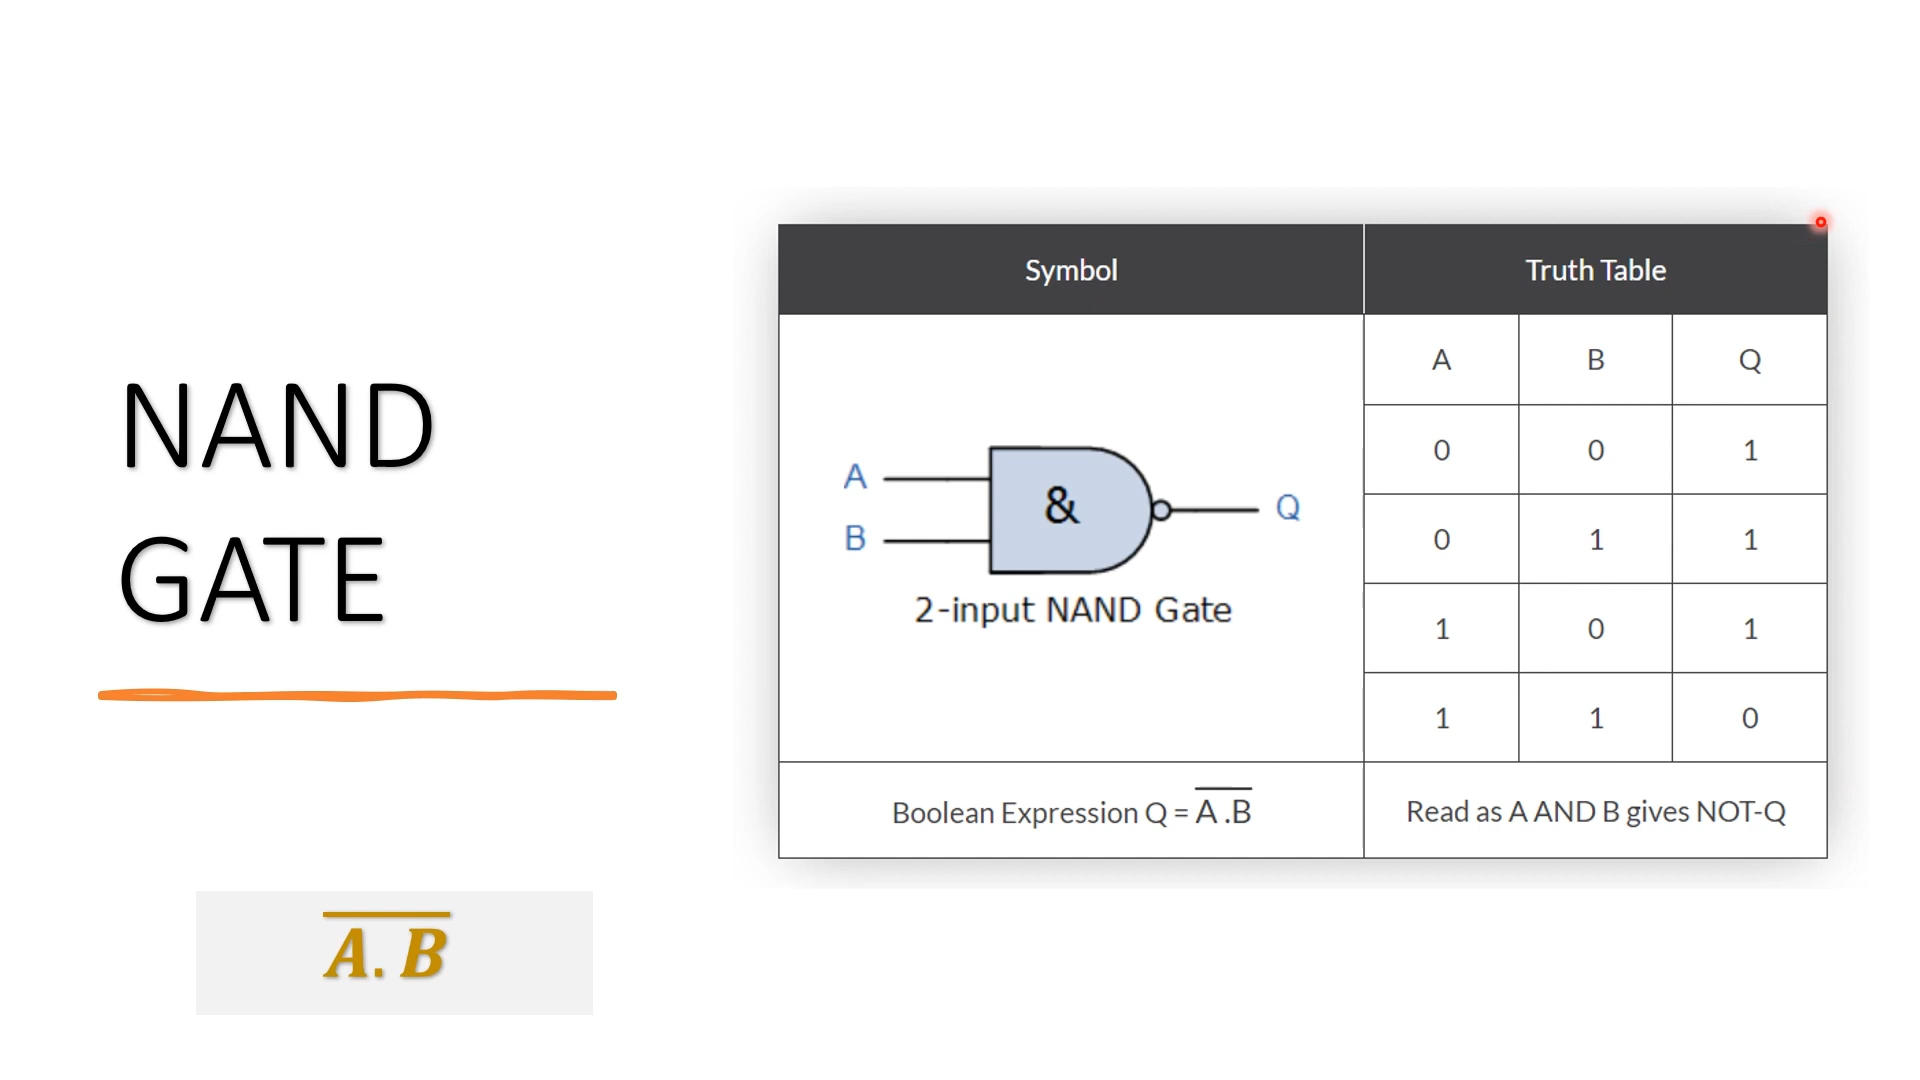 NAND
GATE
A. B
Symbol
Truth Table
A B Q
0 0 1
0 1 1
1 0 1
1 1 0
A
B
&
Q
2-input NAND Gate
Boolean Expression Q = A̅ ̅.̅B̅
Read as A AND B gives NOT-Q